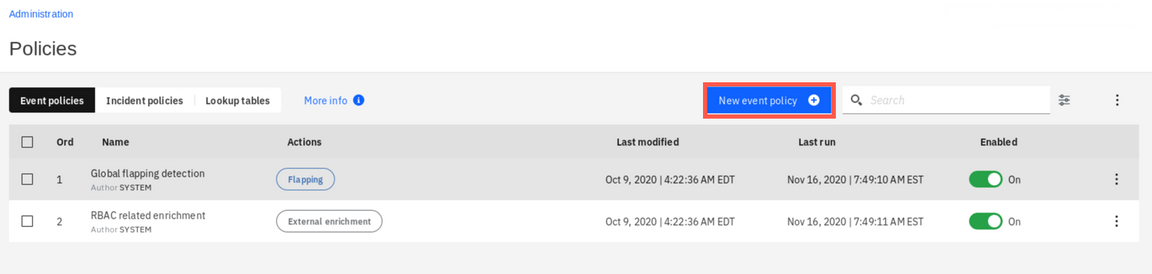 Administration
Policies
Event policies Incident policies Lookup tables More info New event policy Search
Ord Name Actions Last modified Last run Enabled
1 Global flapping detection Flapping Oct 9, 2020 | 4:22:36 AM EDT Nov 16, 2020 | 7:49:10 AM EST On
Author SYSTEM
2 RBAC related enrichment External enrichment Oct 9, 2020 | 4:22:36 AM EDT Nov 16, 2020 | 7:49:11 AM EST On
Author SYSTEM